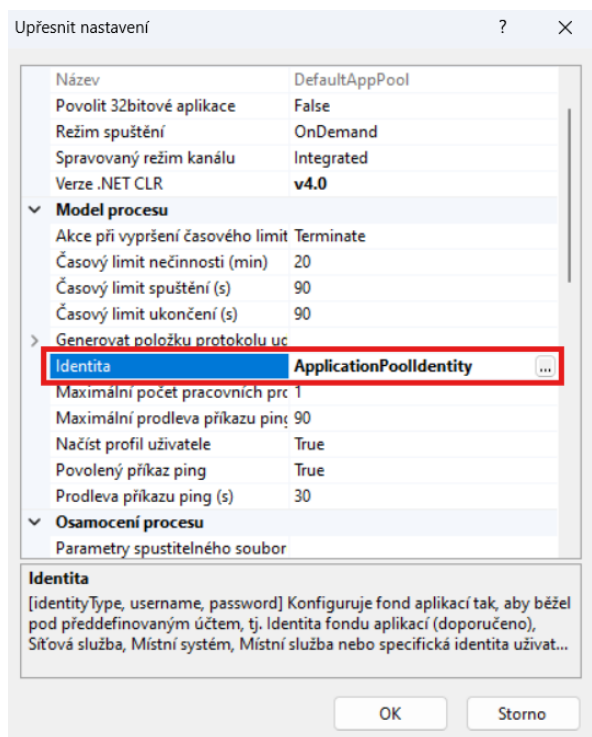 Upřesnit nastavení ? ×
Název DefaultAppPool
Povolit 32bitové aplikace False
Režim spuštění OnDemand
Spravovaný režim kanálu Integrated
Verze .NET CLR v4.0
Model procesu
Akce při vypršení časového limit Terminate
Časový limit nečinnosti (min) 20
Časový limit spuštění (s) 90
Časový limit ukončení (s) 90
Generovat položku protokolu uc
Identita ApplicationPoolIdentity ...
Maximální počet pracovních prc 1
Maximální prodleva příkazu ping 90
Načíst profil uživatele True
Povolený příkaz ping True
Prodleva příkazu ping (s) 30
Osamocení procesu
Parametry spustitelného soubor
Identita
[identityType, username, password] Konfiguruje fond aplikací tak, aby běžel
pod předdefinovaným účtem, tj. Identita fondu aplikací (doporučeno),
Síťová služba, Místní systém, Místní služba nebo specifická identita uživat...
OK Storno